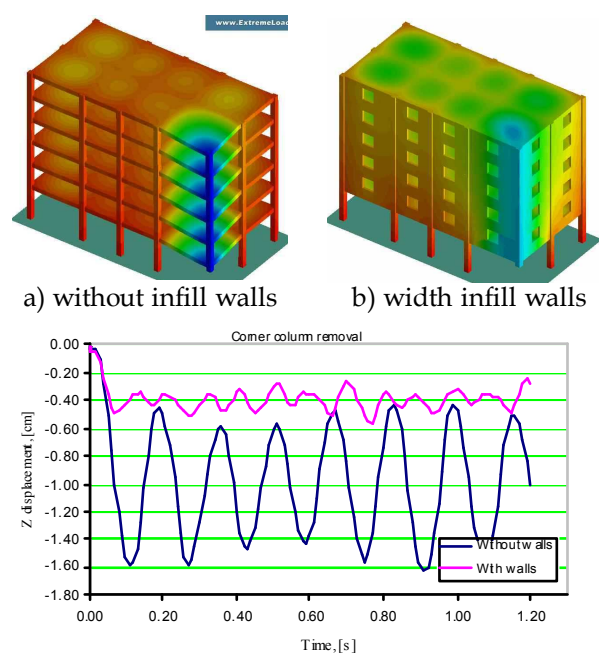 www.ExtremeLoa
a) without infill walls
b) width infill walls
Corner column removal
0.00
-0.20
-0.40
-0.60
-0.80
-1.00
-1.20
-1.40
-1.60
-1.80
Z displacement, [cm]
0.00 0.20 0.40 0.60 0.80 1.00 1.20
Time, [s]
Without walls
With walls